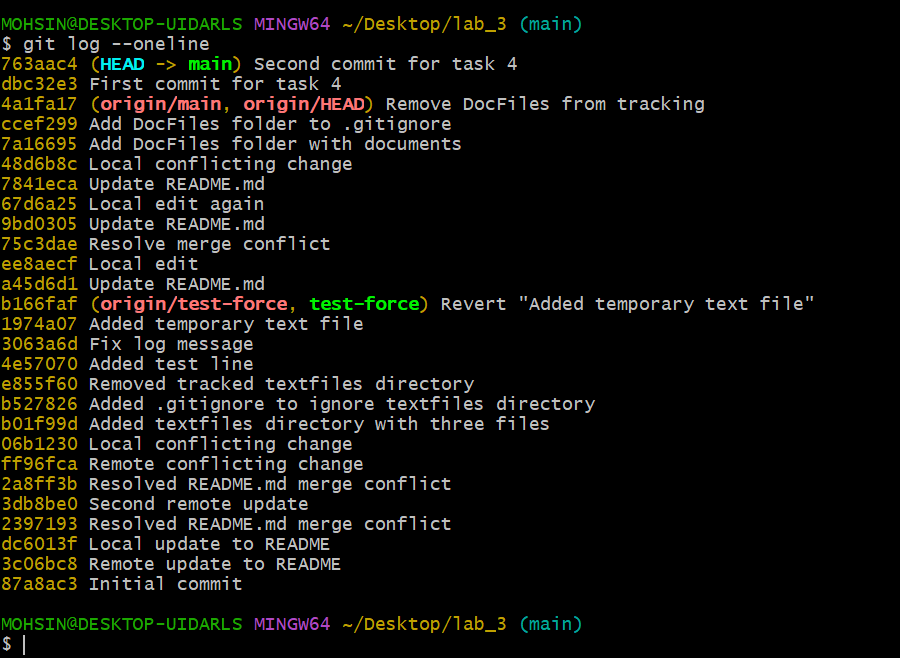 MOHSIN@DESKTOP-UIDARLS MINGW64 ~/Desktop/lab_3 (main)
$ git log --oneline
763aac4 (HEAD -> main) Second commit for task 4
dbc32e3 First commit for task 4
4a1fa17 (origin/main, origin/HEAD) Remove DocFiles from tracking
ccef299 Add DocFiles folder to .gitignore
7a16695 Add DocFiles folder with documents
48d6b8c Local conflicting change
7841eca Update README.md
67d6a25 Local edit again
9bd0305 Update README.md
75c3dae Resolve merge conflict
ee8aecf Local edit
a45d6d1 Update README.md
b166faf (origin/test-force, test-force) Revert "Added temporary text file"
1974a07 Added temporary text file
3063a6d Fix log message
4e57070 Added test line
e855f60 Removed tracked textfiles directory
b527826 Added .gitignore to ignore textfiles directory
b01f99d Added textfiles directory with three files
06b1230 Local conflicting change
ff96fca Remote conflicting change
2a8ff3b Resolved README.md merge conflict
3db8be0 Second remote update
2397193 Resolved README.md merge conflict
dc6013f Local update to README
3c06bc8 Remote update to README
87a8ac3 Initial commit
MOHSIN@DESKTOP-UIDARLS MINGW64 ~/Desktop/lab_3 (main)
$